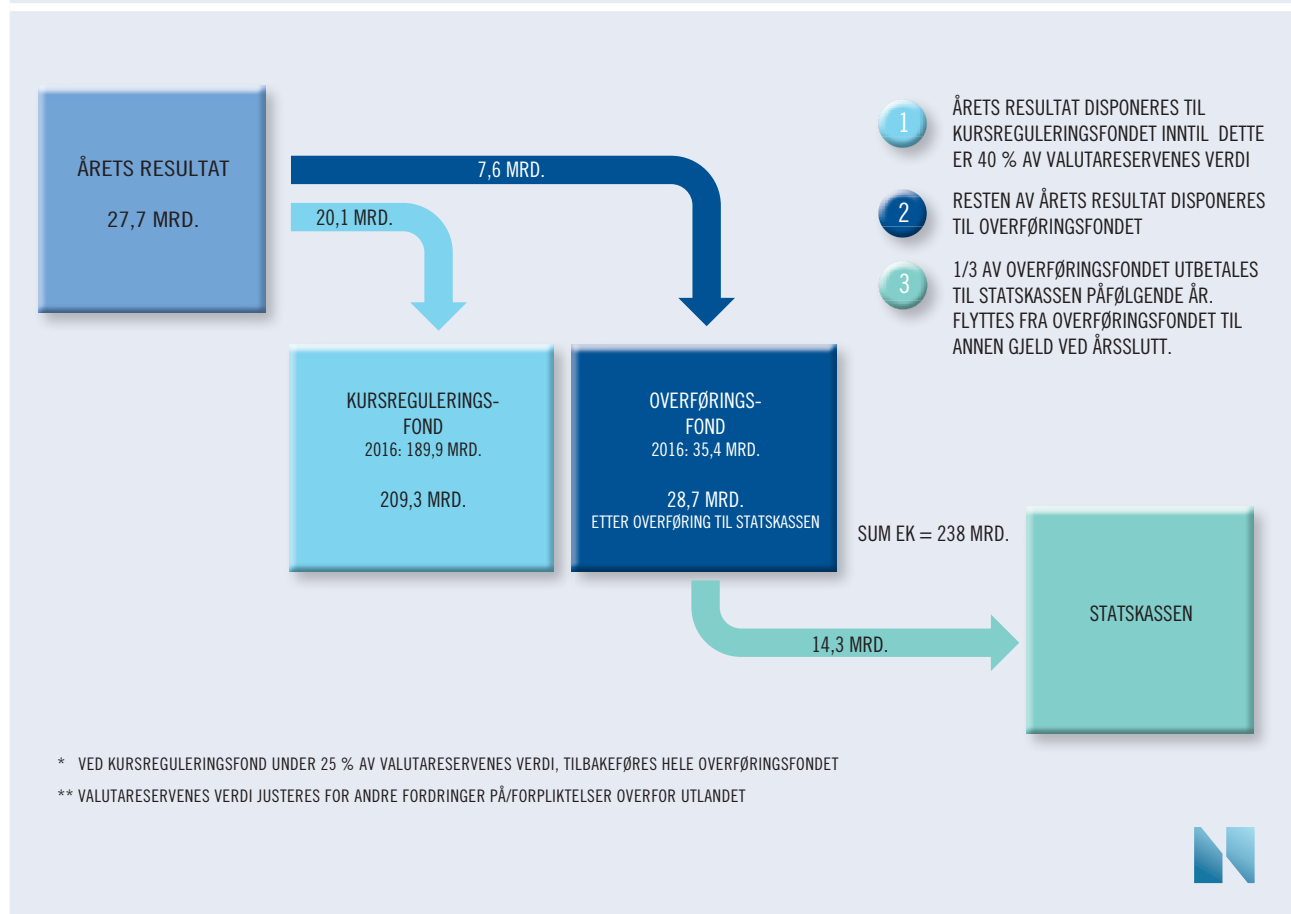 ÅRETS RESULTAT
27,7 MRD.
7,6 MRD.
20,1 MRD.
1
ÅRETS RESULTAT DISPONERES TIL
KURSREGULERINGSFONDET INNTIL DETTE
ER 40 % AV VALUTARESERVENES VERDI
2
RESTEN AV ÅRETS RESULTAT DISPONERES
TIL OVERFØRINGSFONDET
3
1/3 AV OVERFØRINGSFONDET UTBETALES
TIL STATSKASSEN PÅFØLGENDE ÅR.
FLYTTES FRA OVERFØRINGSFONDET TIL
ANNEN GJELD VED ÅRSSLUTT.
KURSREGULERINGS-
FOND
2016: 189,9 MRD.
209,3 MRD.
OVERFØRINGS-
FOND
2016: 35,4 MRD.
28,7 MRD.
ETTER OVERFØRING TIL STATSKASSEN
SUM EK = 238 MRD.
STATSKASSEN
14,3 MRD.
* VED KURSREGULERINGSFOND UNDER 25 % AV VALUTARESERVENES VERDI, TILBAKEFØRES HELE OVERFØRINGSFONDET
** VALUTARESERVENES VERDI JUSTERES FOR ANDRE FORDRINGER PÅ/FORPLIKTELSER OVERFOR UTLANDET